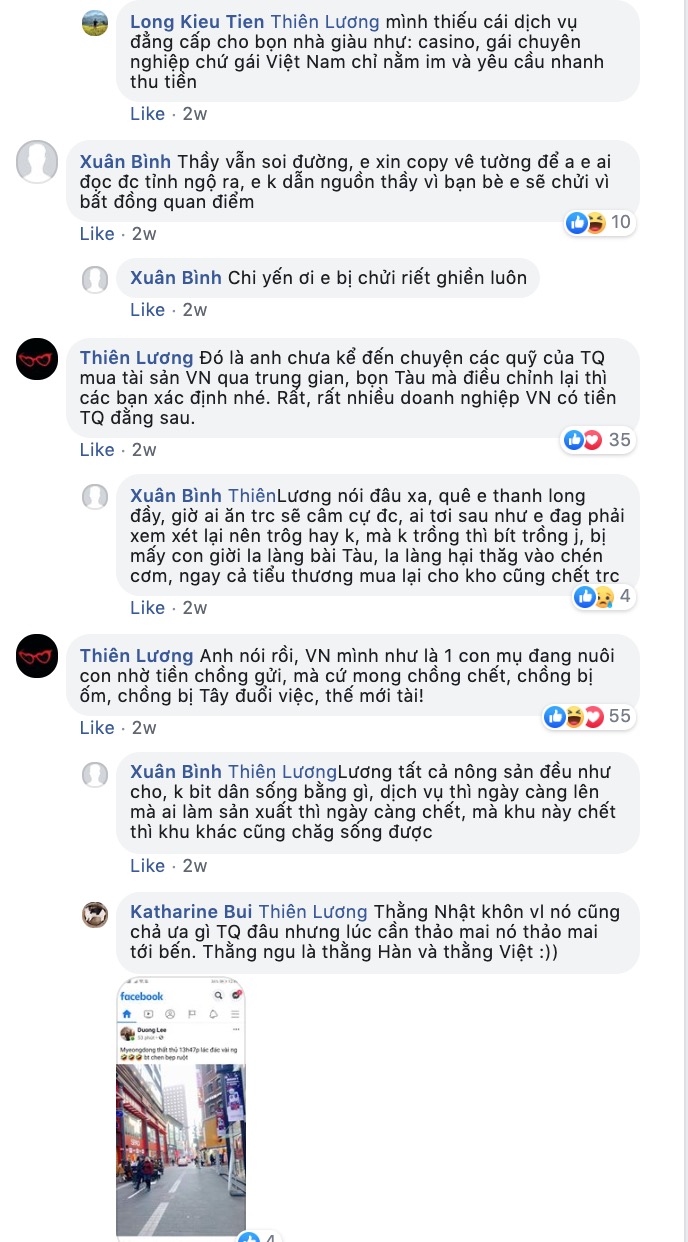 Long Kieu Tien Thiên Lương mình thiếu cái dịch vụ
đẳng cấp cho bọn nhà giàu như: casino, gái chuyên
nghiệp chứ gái Việt Nam chỉ nằm im và yêu cầu nhanh
thu tiền
Like · 2w
Xuân Bình Thầy vẫn soi đường, e xin copy vê tường để a e ai
đọc đc tỉnh ngộ ra, e k dẫn nguồn thầy vì bạn bè e sẽ chửi vì
bất đồng quan điểm
10
Like · 2w
Xuân Bình Chi yến ơi e bị chửi riết ghiền luôn
Like · 2w
Thiên Lương Đó là anh chưa kể đến chuyện các quỹ của TQ
mua tài sản VN qua trung gian, bọn Tàu mà điều chỉnh lại thì
các bạn xác định nhé. Rất, rất nhiều doanh nghiệp VN có tiền
TQ đằng sau.
35
Like · 2w
Xuân Bình ThiênLương nói đâu xa, quê e thanh long
đầy, giờ ai ăn trc sẽ câm cự đc, ai tơi sau như e đag phải
xem xét lại nên trôg hay k, mà k trồng thì bít trồng j, bị
mấy con giời la làng bài Tàu, la làng hại thăg vào chén
cơm, ngay cả tiểu thương mua lại cho kho cũng chết trc
4
Like · 2w
Thiên Lương Anh nói rồi, VN mình như là 1 con mụ đang nuôi
con nhờ tiền chồng gửi, mà cứ mong chồng chết, chồng bị
ốm, chồng bị Tây đuổi việc, thế mới tài!
55
Like · 2w
Xuân Bình Thiên LươngLương tất cả nông sản đều như
cho, k bit dân sống bằng gì, dịch vụ thì ngày càng lên
mà ai làm sản xuất thì ngày càng chết, mà khu này chết
thì khu khác cũng chăg sống được
Like · 2w
Katharine Bui Thiên Lương Thằng Nhật khôn vl nó cũng
chả ưa gì TQ đâu nhưng lúc cần thảo mai nó thảo mai
tới bến. Thằng ngu là thằng Hàn và thằng Việt :))
facebook
Duong Lee
Myeongdong thất thủ 13h47p lác đác vài ng
bt chen bẹp ruột
4